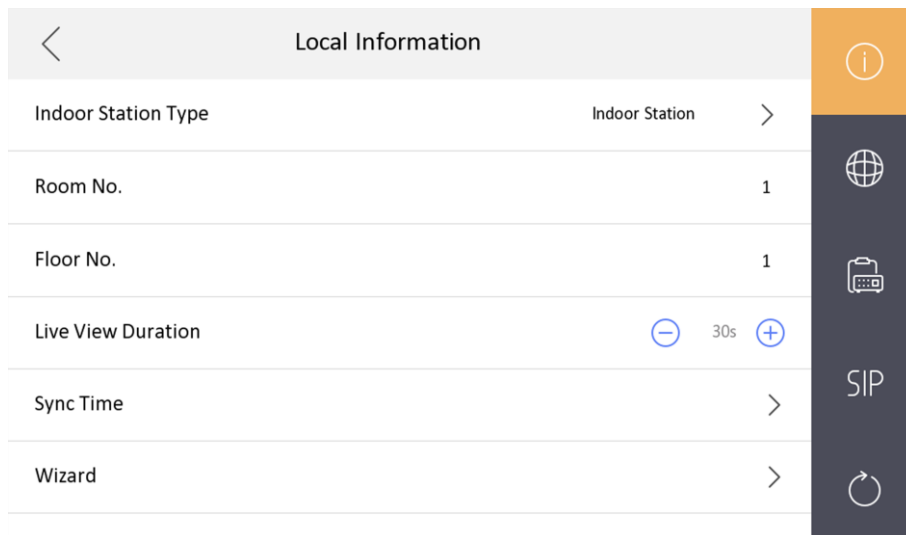 Local Information
Indoor Station Type Indoor Station
Room No. 1
Floor No. 1
Live View Duration 30s
Sync Time
Wizard
SIP